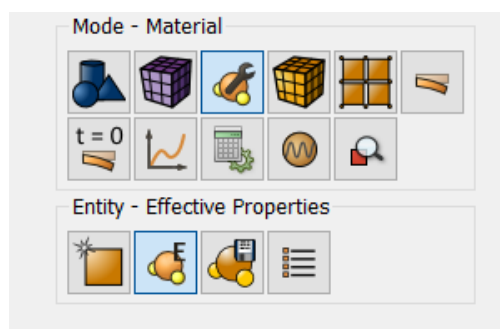 Mode - Material
t = 0
Entity - Effective Properties
E